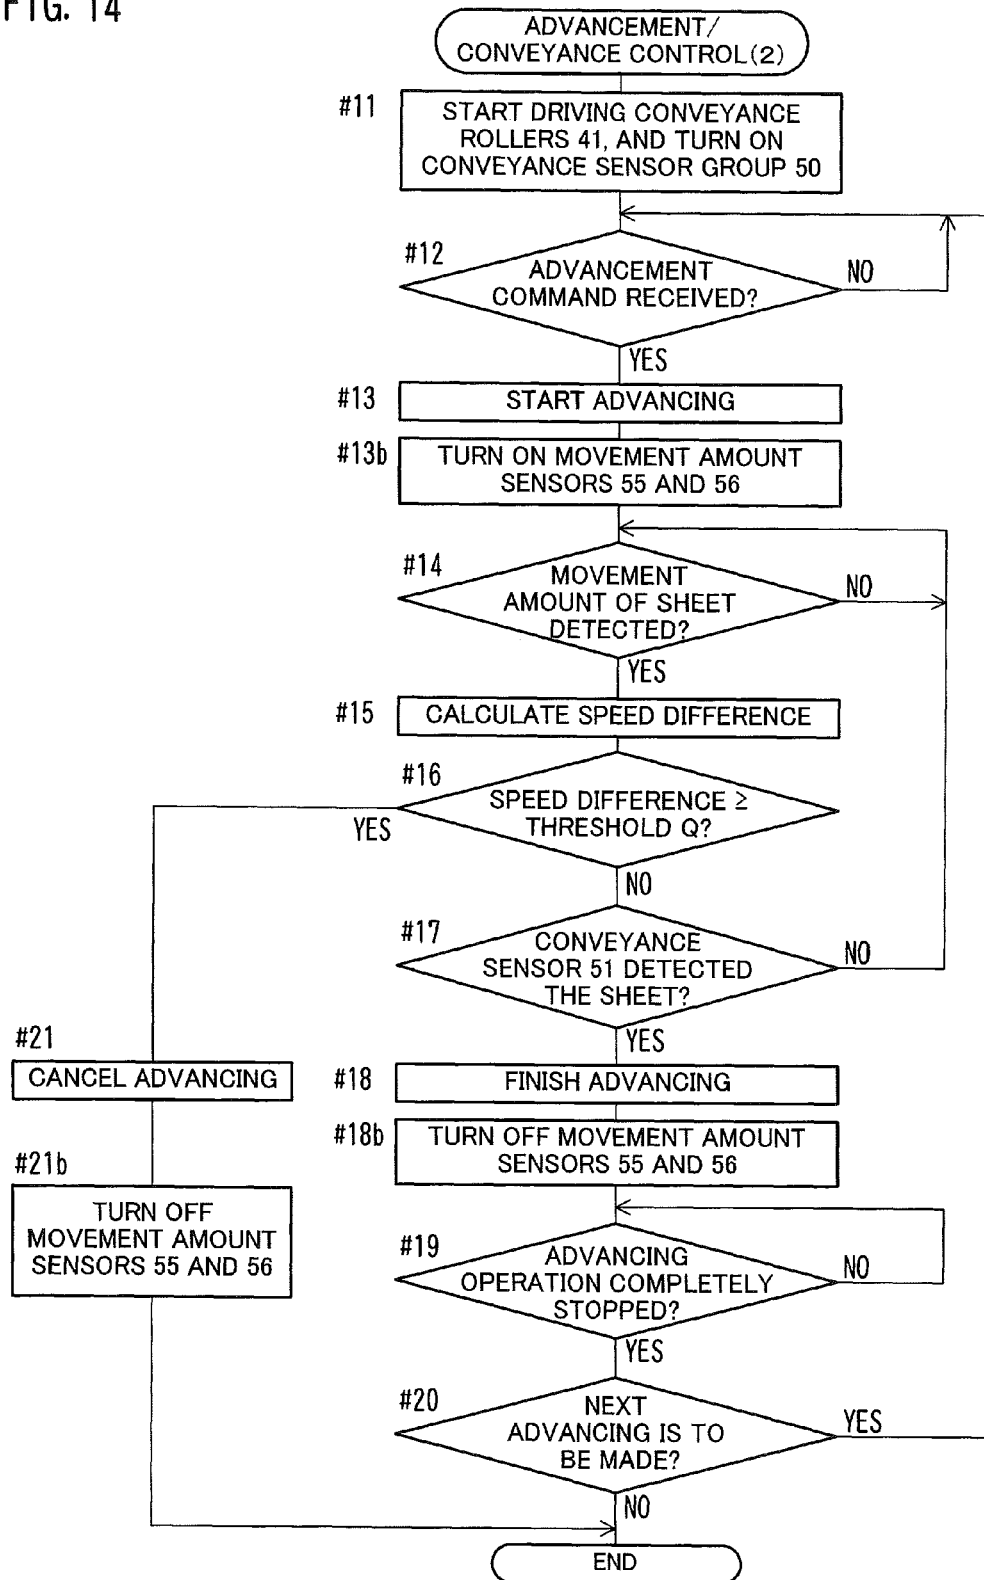 FIG. 14
ADVANCEMENT/
CONVEYANCE CONTROL(2)
#11
START DRIVING CONVEYANCE
ROLLERS 41, AND TURN ON
CONVEYANCE SENSOR GROUP 50
#12
ADVANCEMENT
COMMAND RECEIVED?
NO
YES
#13
START ADVANCING
#13b
TURN ON MOVEMENT AMOUNT
SENSORS 55 AND 56
#14
MOVEMENT
AMOUNT OF SHEET
DETECTED?
NO
YES
#15
CALCULATE SPEED DIFFERENCE
#16
SPEED DIFFERENCE ≥
THRESHOLD Q?
YES
NO
#17
CONVEYANCE
SENSOR 51 DETECTED
THE SHEET?
NO
YES
#21
CANCEL ADVANCING
#18
FINISH ADVANCING
#18b
TURN OFF MOVEMENT AMOUNT
SENSORS 55 AND 56
#21b
TURN OFF
MOVEMENT AMOUNT
SENSORS 55 AND 56
#19
ADVANCING
OPERATION COMPLETELY
STOPPED?
NO
YES
#20
NEXT
ADVANCING IS TO
BE MADE?
YES
NO
END